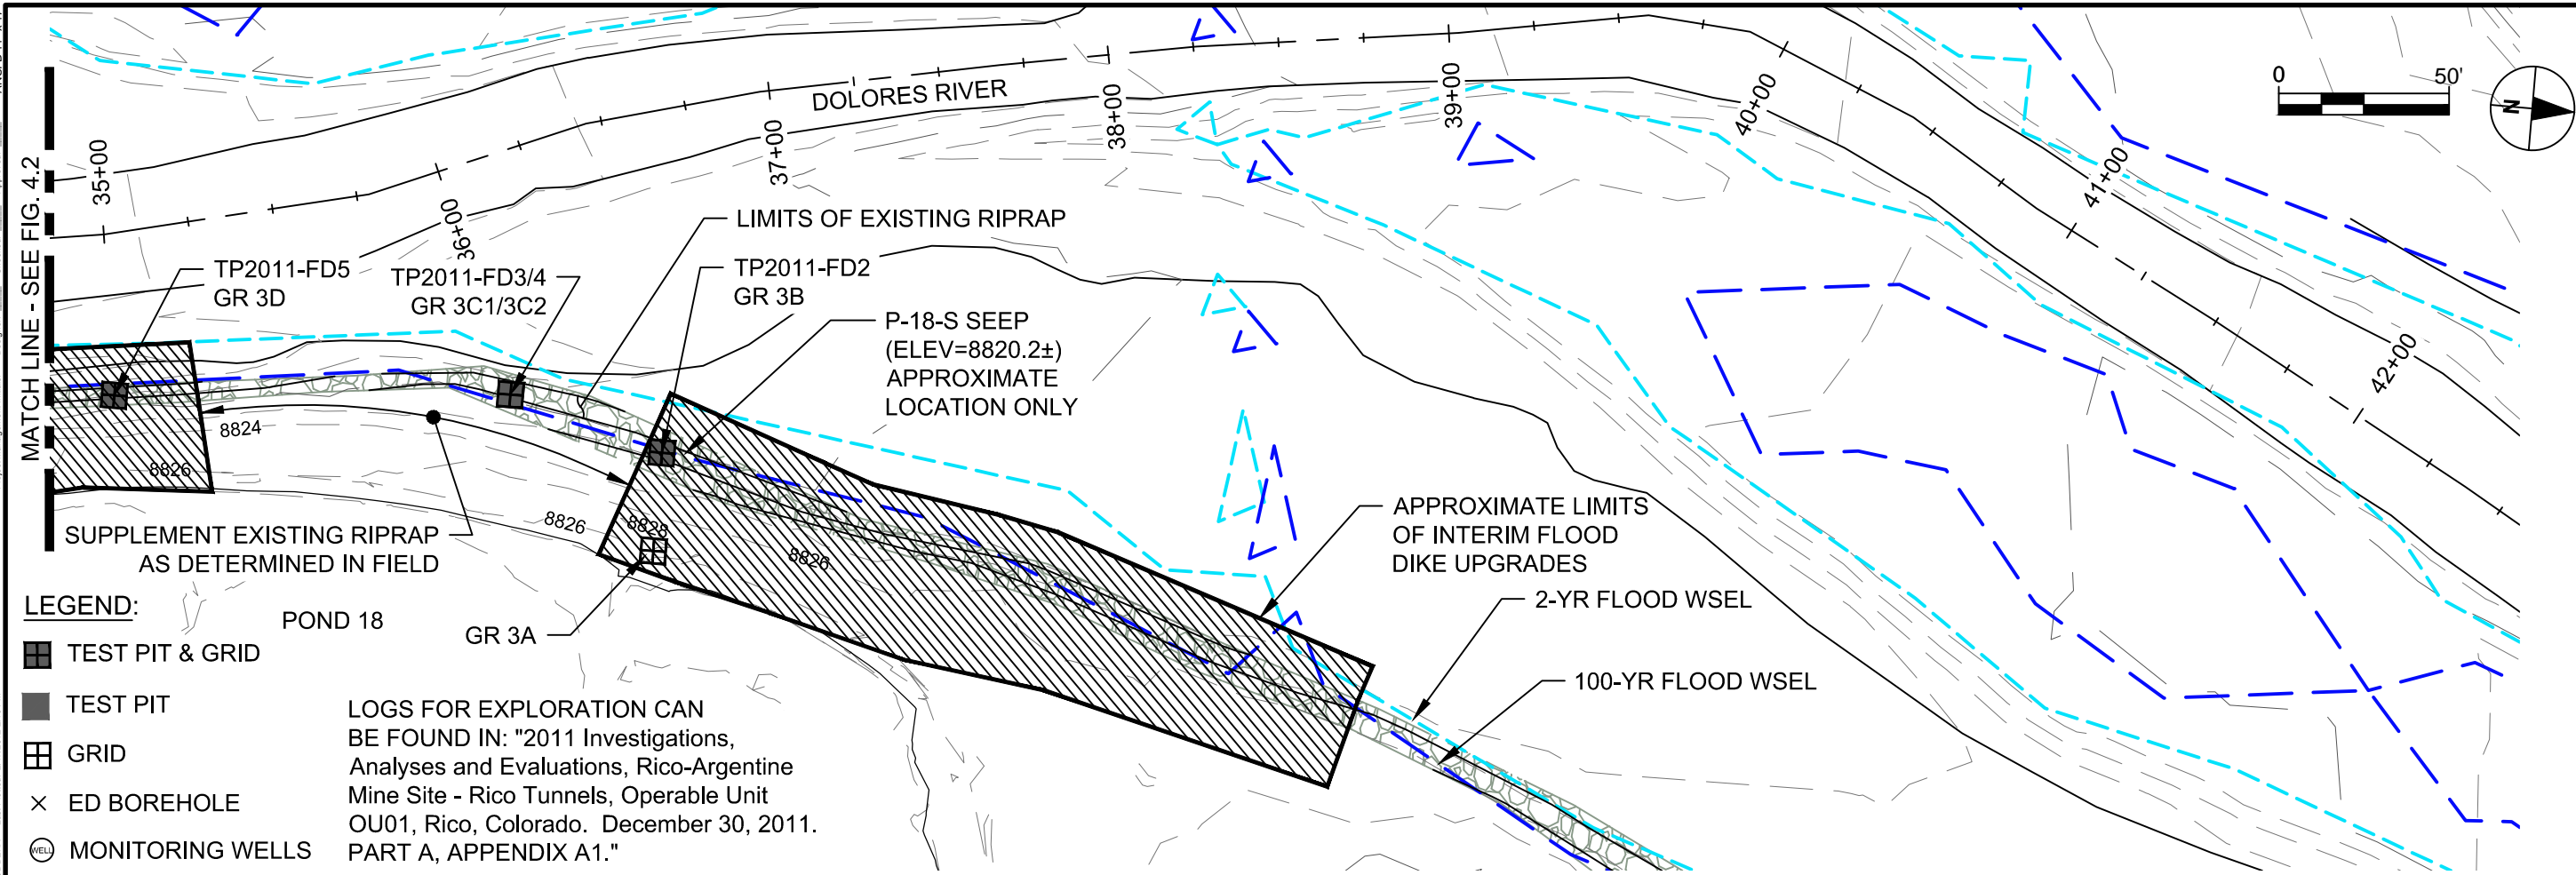 0 50'
N
DOLORES RIVER
35+00
36+00
37+00
38+00
39+00
40+00
41+00
42+00
MATCH LINE - SEE FIG. 4.2
LIMITS OF EXISTING RIPRAP
TP2011-FD5
GR 3D
TP2011-FD3/4
GR 3C1/3C2
TP2011-FD2
GR 3B
P-18-S SEEP
(ELEV=8820.2±)
APPROXIMATE
LOCATION ONLY
8824
8826
8826
8828
8826
SUPPLEMENT EXISTING RIPRAP
AS DETERMINED IN FIELD
APPROXIMATE LIMITS
OF INTERIM FLOOD
DIKE UPGRADES
2-YR FLOOD WSEL
100-YR FLOOD WSEL
POND 18
GR 3A
LEGEND:
TEST PIT & GRID
TEST PIT
GRID
ED BOREHOLE
WELL MONITORING WELLS
LOGS FOR EXPLORATION CAN
BE FOUND IN: "2011 Investigations,
Analyses and Evaluations, Rico-Argentine
Mine Site - Rico Tunnels, Operable Unit
OU01, Rico, Colorado. December 30, 2011.
PART A, APPENDIX A1."